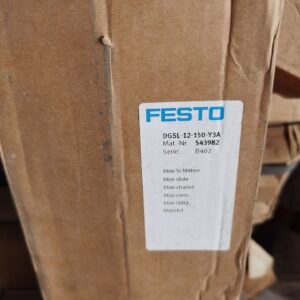 FESTO
DGSL-12-150-Y3A
Mat.-Nr. 543982
Serie: B402
Mini-Schlitten
Mini slide
Mini-chariot
Mini carro
Mini-slitta